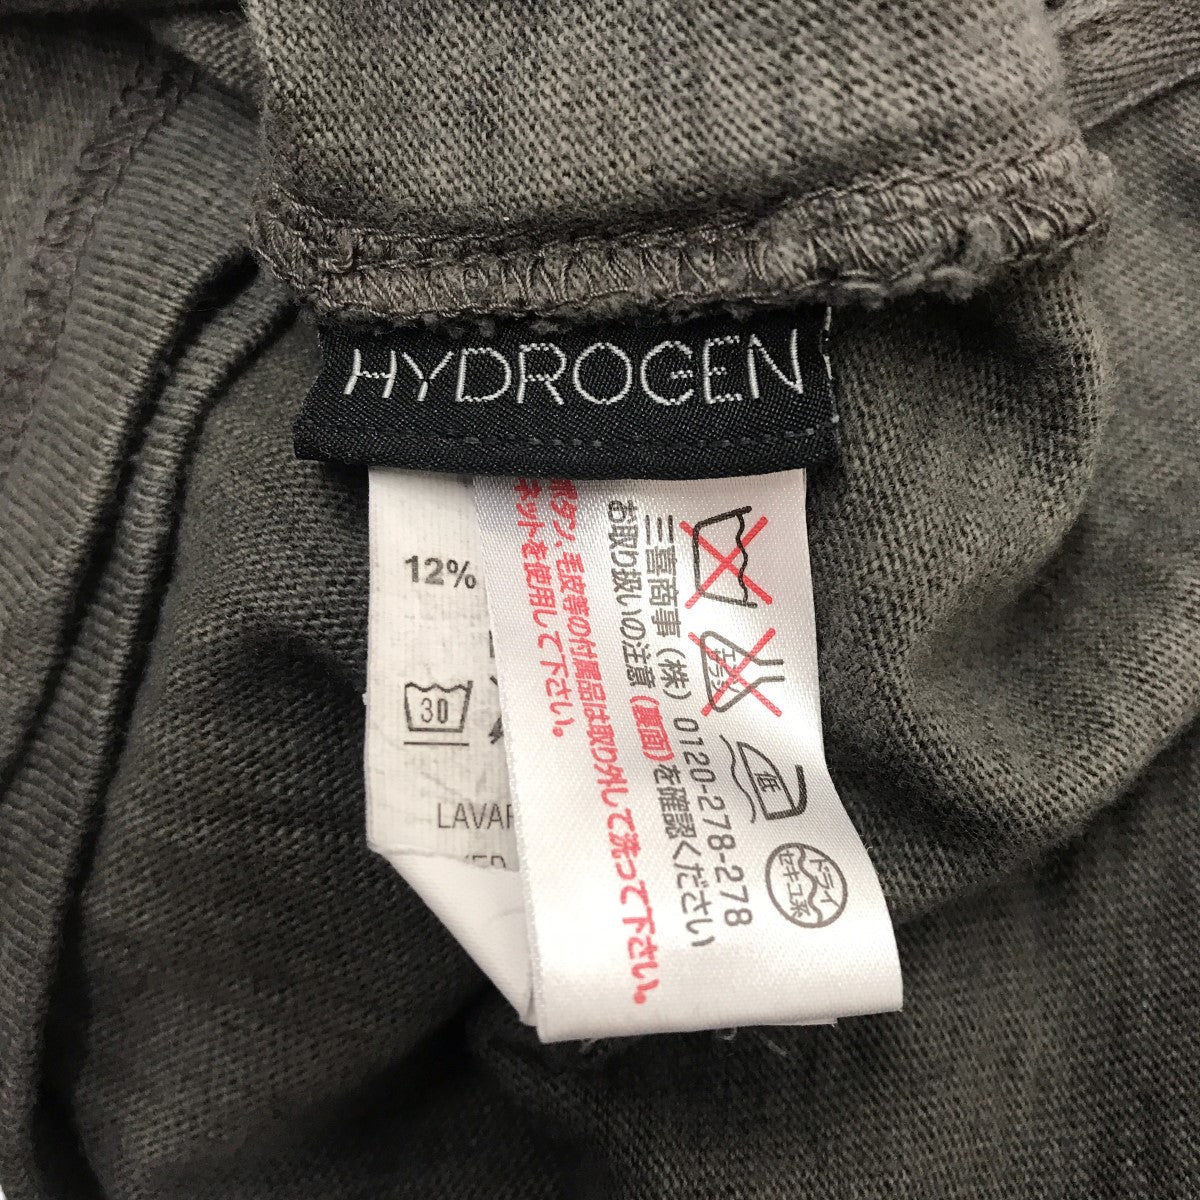 HYDROGEN
12%
30
LAVAR
エンソ
サラシ
低
ドライ
セキユ系
三喜商事(株) 0120-278-278
お取り扱いの注意(裏面)を確認ください
ボタン、毛皮等の付属品は取り外して洗って下さい。
ネットを使用して下さい。